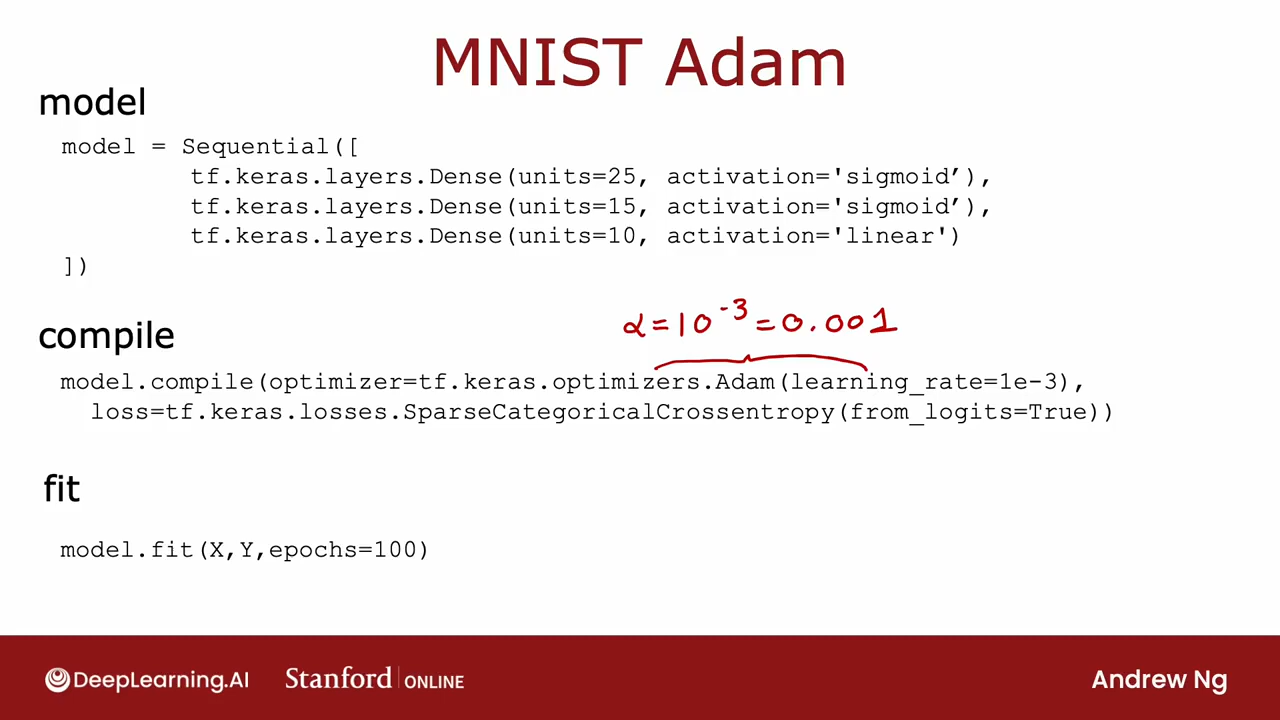 MNIST Adam
model
model = Sequential([
tf.keras.layers.Dense(units=25, activation='sigmoid’),
tf.keras.layers.Dense(units=15, activation='sigmoid’),
tf.keras.layers.Dense(units=10, activation='linear')
])
α=10⁻³=0.001
compile
model.compile(optimizer=tf.keras.optimizers.Adam(learning_rate=1e-3),
loss=tf.keras.losses.SparseCategoricalCrossentropy(from_logits=True))
fit
model.fit(X,Y,epochs=100)
DeepLearning.AI Stanford | ONLINE Andrew Ng